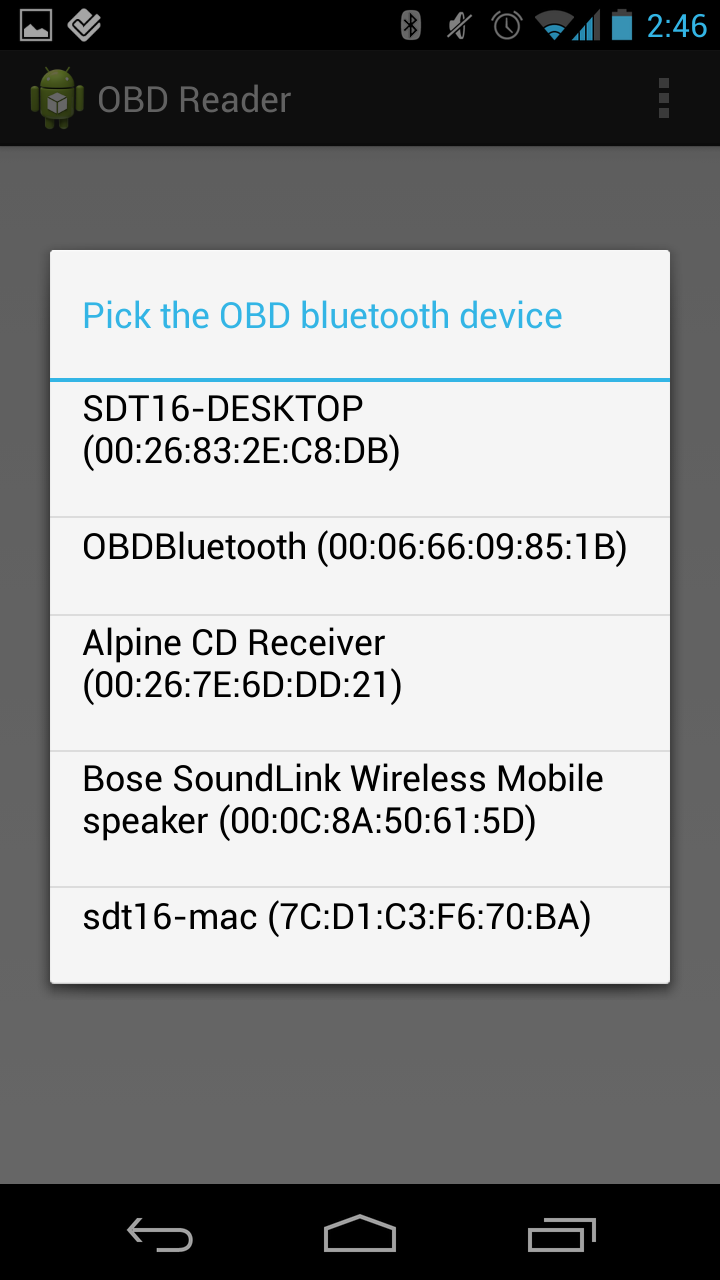 2:46
OBD Reader
Pick the OBD bluetooth device
SDT16-DESKTOP
(00:26:83:2E:C8:DB)
OBDBluetooth (00:06:66:09:85:1B)
Alpine CD Receiver
(00:26:7E:6D:DD:21)
Bose SoundLink Wireless Mobile
speaker (00:0C:8A:50:61:5D)
sdt16-mac (7C:D1:C3:F6:70:BA)